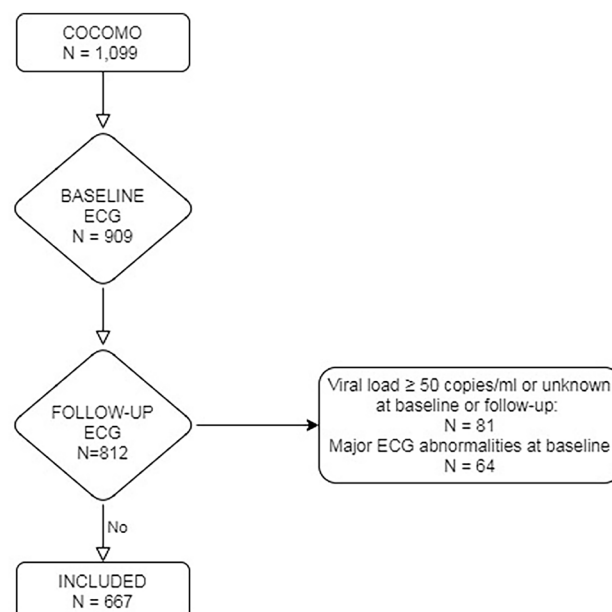 COCOMO
N = 1,099
BASELINE
ECG
N = 909
FOLLOW-UP
ECG
N=812
Viral load ≥ 50 copies/ml or unknown
at baseline or follow-up:
N = 81
Major ECG abnormalities at baseline
N = 64
No
INCLUDED
N = 667